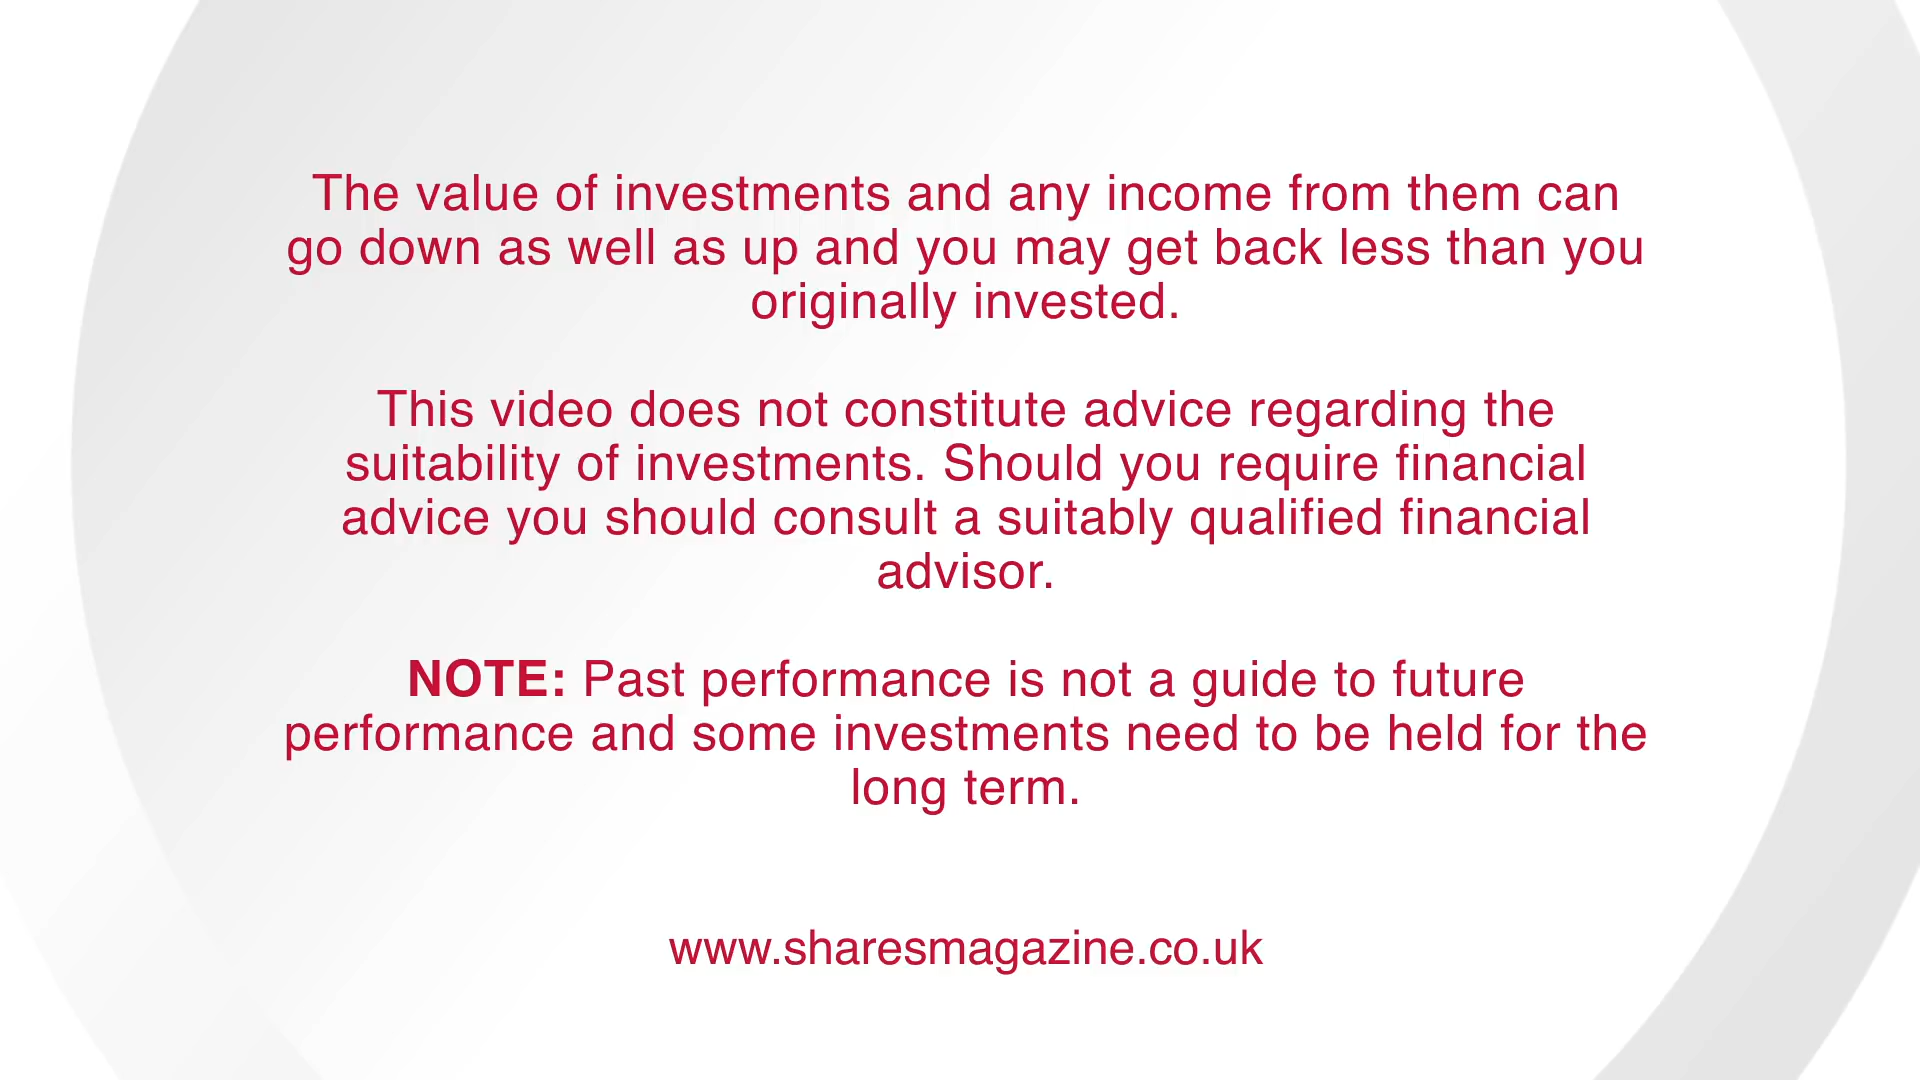 The value of investments and any income from them can
go down as well as up and you may get back less than you
originally invested.
This video does not constitute advice regarding the
suitability of investments. Should you require financial
advice you should consult a suitably qualified financial
advisor.
NOTE: Past performance is not a guide to future
performance and some investments need to be held for the
long term.
www.sharesmagazine.co.uk